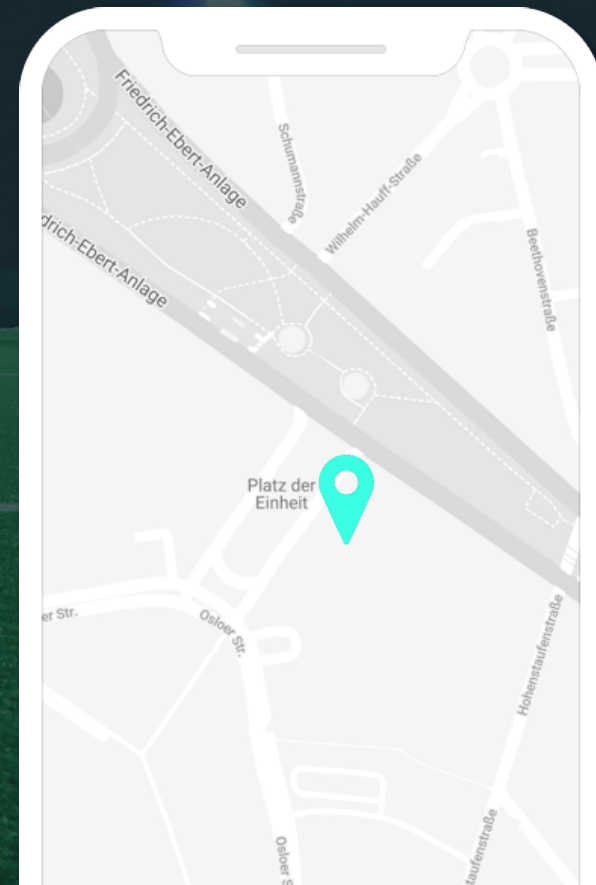 Friedrich-Ebert-Anlage
Schumannstraße
Wilhelm-Hauff-Straße
drich-Ebert-Anlage
Beethovenstraße
Platz der
Einheit
er Str.
Osloer Str.
Hohenstaufenstraße
Osloer S
taufenstraße